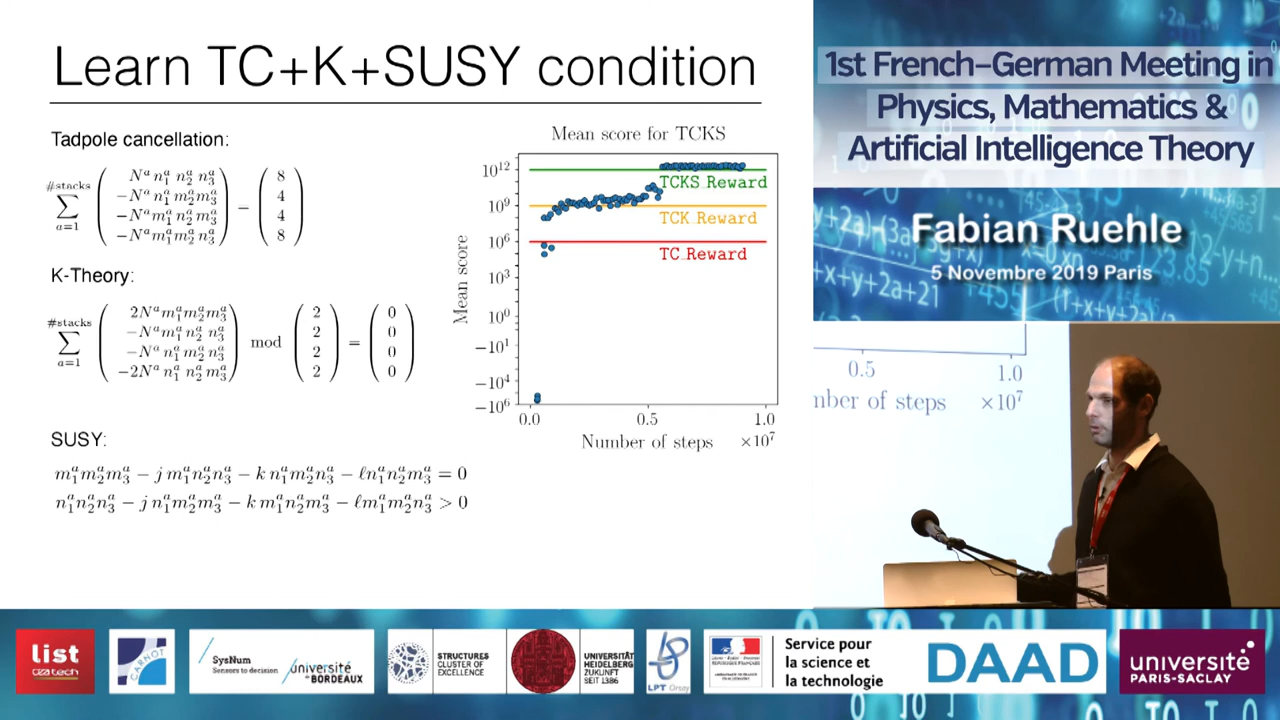 Learn TC+K+SUSY condition
Tadpole cancellation:
#stacks
∑
a=1
N^a n_1^a n_2^a n_3^a
−N^a n_1^a m_2^a m_3^a
−N^a m_1^a n_2^a m_3^a
−N^a m_1^a m_2^a n_3^a
−
8
4
4
8
K-Theory:
#stacks
∑
a=1
2N^a m_1^a m_2^a m_3^a
−N^a m_1^a n_2^a n_3^a
−N^a n_1^a m_2^a n_3^a
−2N^a n_1^a n_2^a m_3^a
mod
2
2
2
2
=
0
0
0
0
SUSY:
m_1^a m_2^a m_3^a − j m_1^a n_2^a n_3^a − k n_1^a m_2^a n_3^a − ℓ n_1^a n_2^a m_3^a = 0
n_1^a n_2^a n_3^a − j n_1^a m_2^a m_3^a − k m_1^a n_2^a m_3^a − ℓ m_1^a m_2^a n_3^a > 0
Mean score for TCKS
Mean score
10^12
10^9
10^6
10^3
10^0
−10^1
−10^4
−10^6
TCKS Reward
TCK Reward
TC Reward
0.0 0.5 1.0
Number of steps ×10^7
1st French–German Meeting in
Physics, Mathematics &
Artificial Intelligence Theory
Fabian Ruehle
5 Novembre 2019 Paris
0.5 1.0
nber of steps ×10^7
list
ceatech
CARNOT
SysNum
Sensors to decision
université
de BORDEAUX
STRUCTURES
CLUSTER OF
EXCELLENCE
UNIVERSITÄT
HEIDELBERG
ZUKUNFT
SEIT 1386
LPT Orsay
Service pour
la science et
la technologie
DAAD
université
PARIS-SACLAY